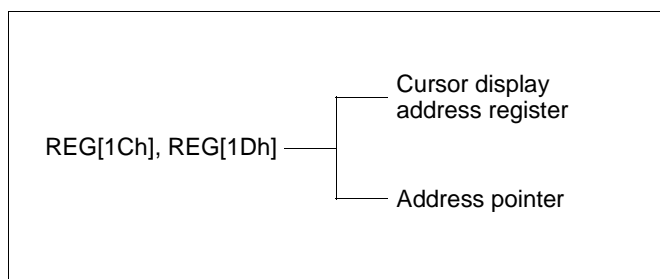 Cursor display
address register
REG[1Ch], REG[1Dh]
Address pointer